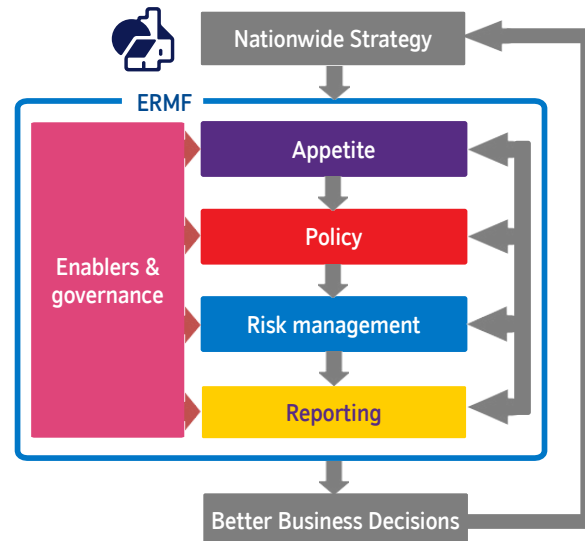 Nationwide Strategy
ERMF
Appetite
Policy
Enablers &
governance
Risk management
Reporting
Better Business Decisions